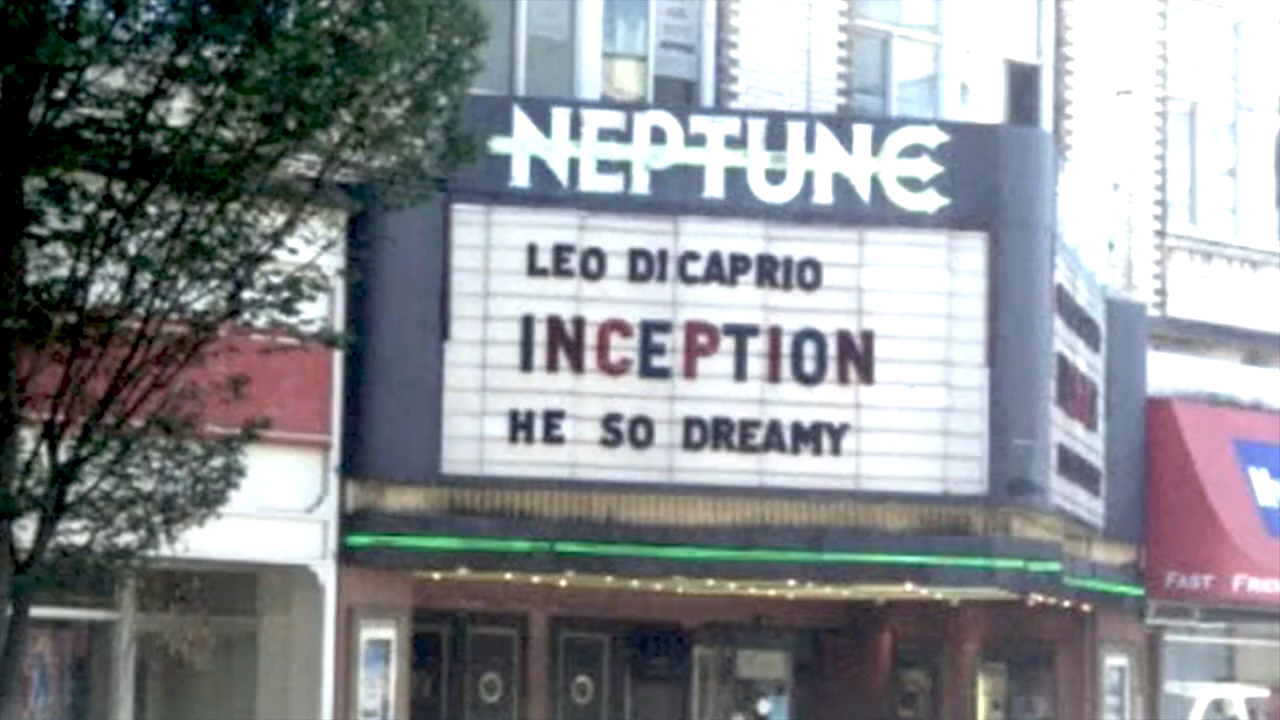 NEPTUNE
LEO DI CAPRIO
INCEPTION
HE SO DREAMY
FAST